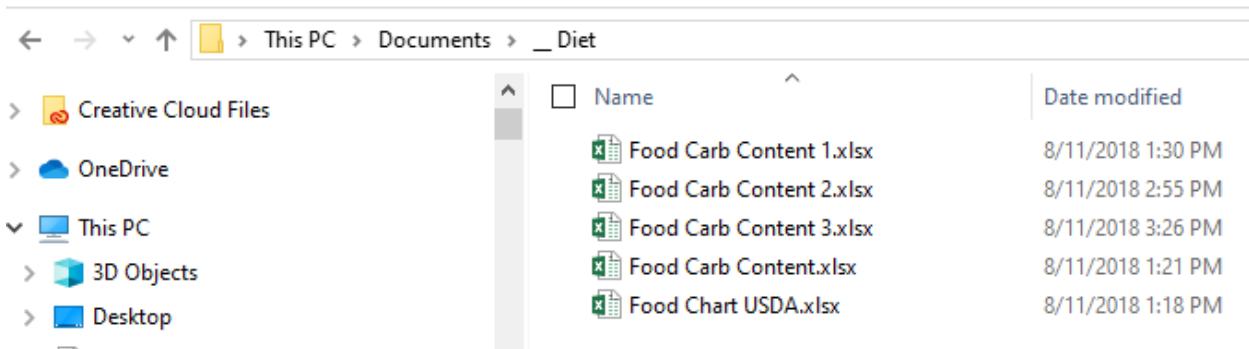 This PC > Documents > __ Diet
Creative Cloud Files
OneDrive
This PC
3D Objects
Desktop
Name Date modified
Food Carb Content 1.xlsx 8/11/2018 1:30 PM
Food Carb Content 2.xlsx 8/11/2018 2:55 PM
Food Carb Content 3.xlsx 8/11/2018 3:26 PM
Food Carb Content.xlsx 8/11/2018 1:21 PM
Food Chart USDA.xlsx 8/11/2018 1:18 PM